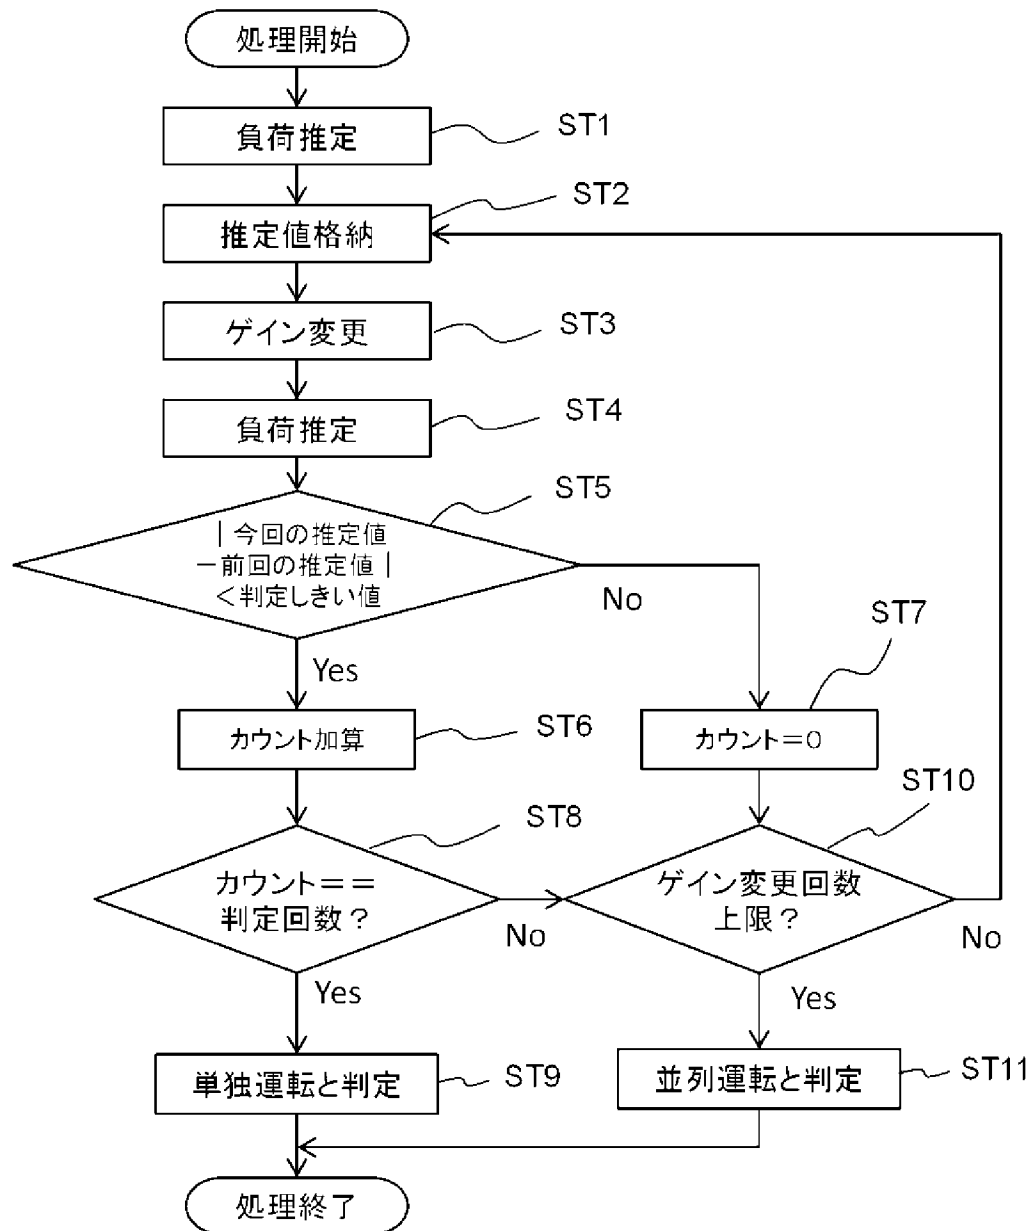 処理開始
負荷推定
ST1
推定値格納
ST2
ゲイン変更
ST3
負荷推定
ST4
｜今回の推定値
－前回の推定値｜
＜判定しきい値
ST5
No
Yes
カウント加算
ST6
カウント＝0
ST7
カウント＝＝
判定回数？
ST8
No
Yes
ゲイン変更回数
上限？
ST10
No
Yes
単独運転と判定
ST9
並列運転と判定
ST11
処理終了